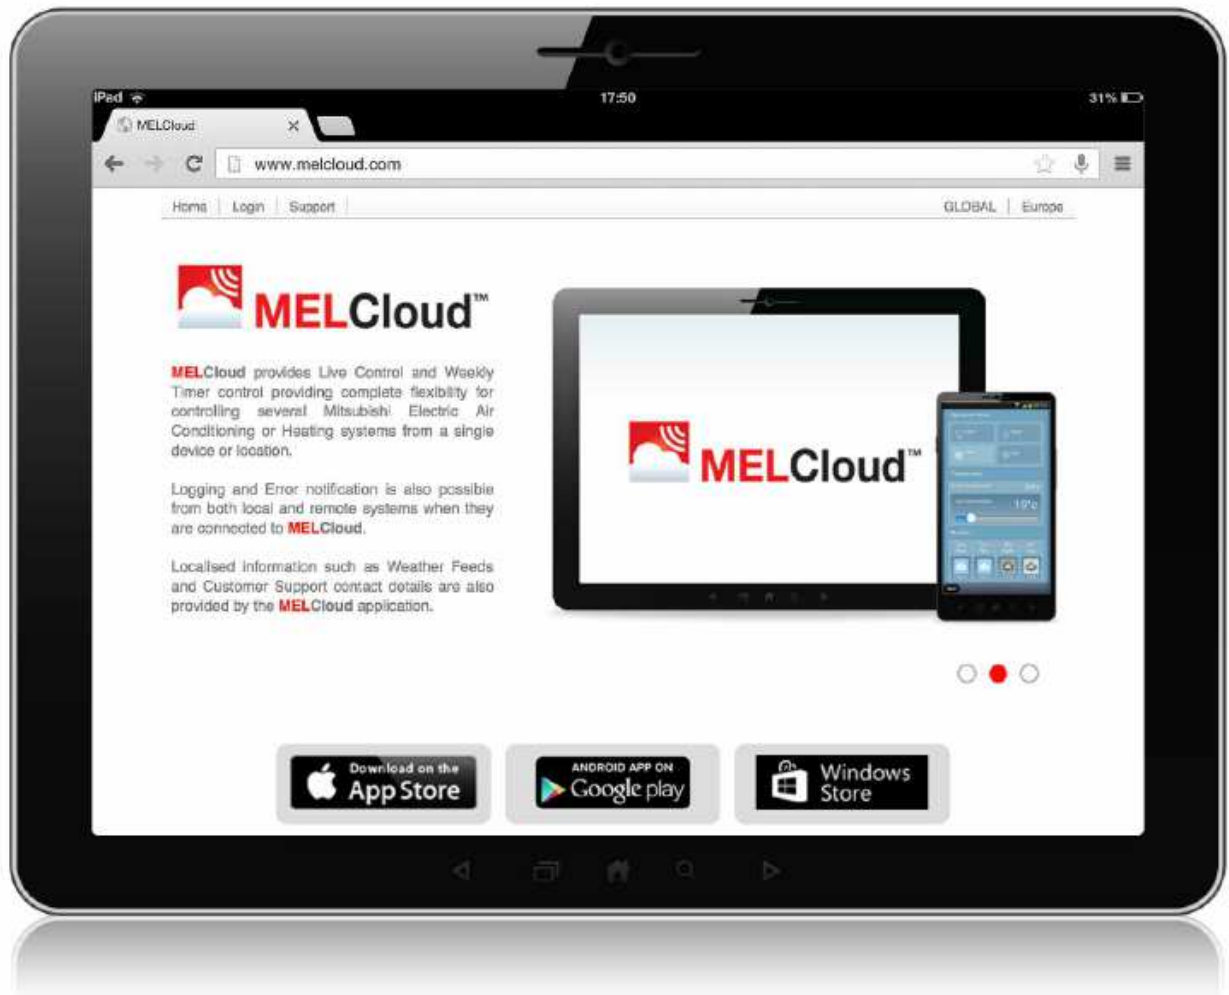 iPad 17:50 31%
MELCloud
www.melcloud.com
Home Login Support GLOBAL Europe
MELCloud™
MELCloud provides Live Control and Weekly
Timer control providing complete flexibility for
controlling several Mitsubishi Electric Air
Conditioning or Heating systems from a single
device or location.
Logging and Error notification is also possible
from both local and remote systems when they
are connected to MELCloud.
Localised information such as Weather Feeds
and Customer Support contact details are also
provided by the MELCloud application.
MELCloud™
19°c
Download on the
App Store
ANDROID APP ON
Google play
Windows
Store